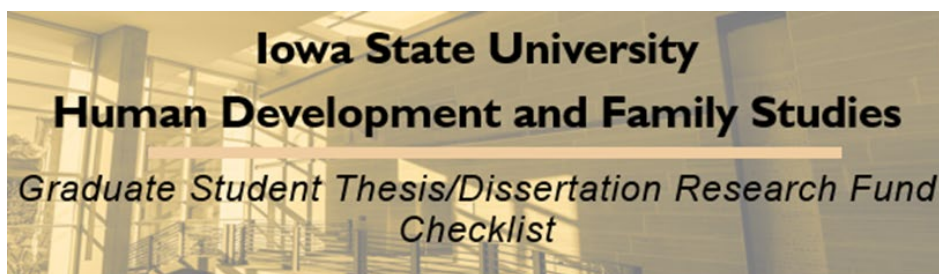 Iowa State University
Human Development and Family Studies
Graduate Student Thesis/Dissertation Research Fund
Checklist